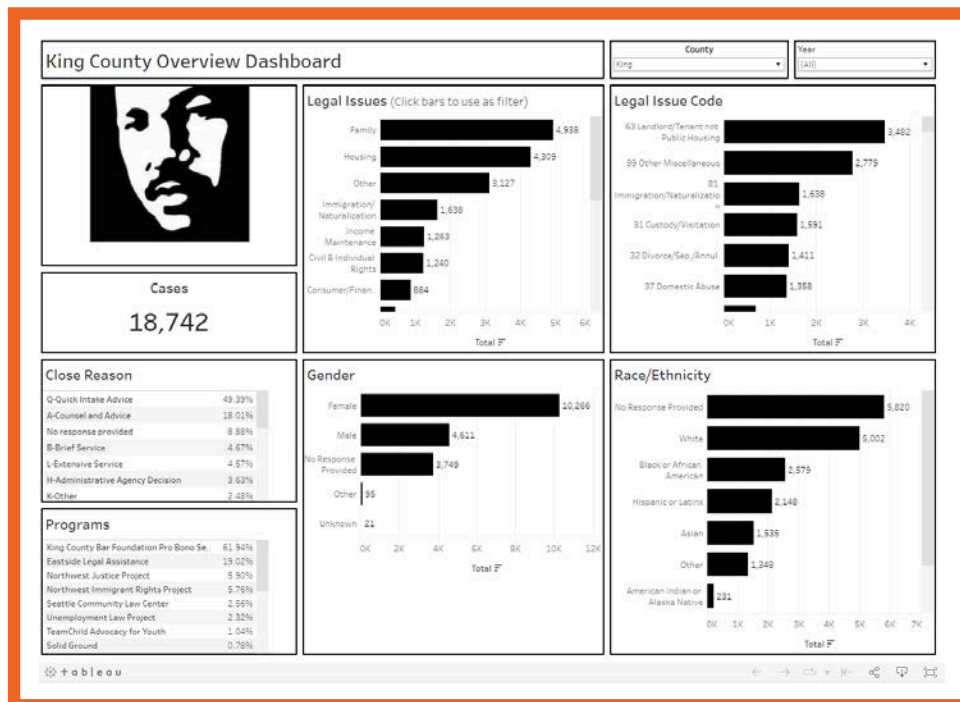 King County Overview Dashboard
County
King
Year
(All)
Legal Issues (Click bars to use as filter)
Family 4,938
Housing 4,309
Other 3,127
Immigration/
Naturalization 1,638
Income
Maintenance 1,263
Civil & Individual
Rights 1,240
Consumer/Finan.. 884
0K 1K 2K 3K 4K 5K 6K
Total
Legal Issue Code
63 Landlord/Tenant not
Public Housing 3,482
99 Other Miscellaneous 2,779
81
Immigration/Naturalizatio
n 1,638
31 Custody/Visitation 1,591
32 Divorce/Sep./Annul. 1,411
37 Domestic Abuse 1,358
0K 1K 2K 3K 4K
Total
Cases
18,742
Close Reason
Q-Quick Intake Advice 49.39%
A-Counsel and Advice 18.01%
No response provided 8.88%
B-Brief Service 4.67%
L-Extensive Service 4.57%
H-Administrative Agency Decision 3.63%
K-Other 2.48%
Gender
Female 10,266
Male 4,611
No Response
Provided 3,749
Other 95
Unknown 21
0K 2K 4K 6K 8K 10K 12K
Total
Race/Ethnicity
No Response Provided 5,820
White 5,002
Black or African
American 2,579
Hispanic or Latinx 2,148
Asian 1,535
Other 1,349
American Indian or
Alaska Native 231
0K 1K 2K 3K 4K 5K 6K 7K
Total
Programs
King County Bar Foundation Pro Bono Se.. 61.94%
Eastside Legal Assistance 19.02%
Northwest Justice Project 5.90%
Northwest Immigrant Rights Project 5.76%
Seattle Community Law Center 2.56%
Unemployment Law Project 2.32%
TeamChild Advocacy for Youth 1.04%
Solid Ground 0.78%
+ableau